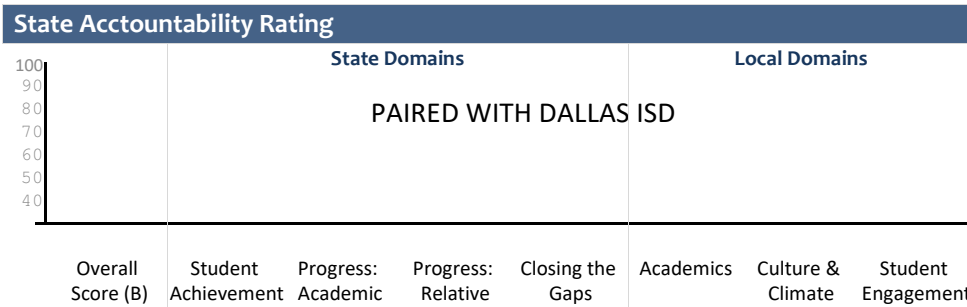 State Acctountability Rating
State Domains
Local Domains
100
90
80
70
60
50
40
PAIRED WITH DALLAS ISD
Overall
Score (B)
Student
Achievement
Progress:
Academic
Progress:
Relative
Closing the
Gaps
Academics
Culture &
Climate
Student
Engagement